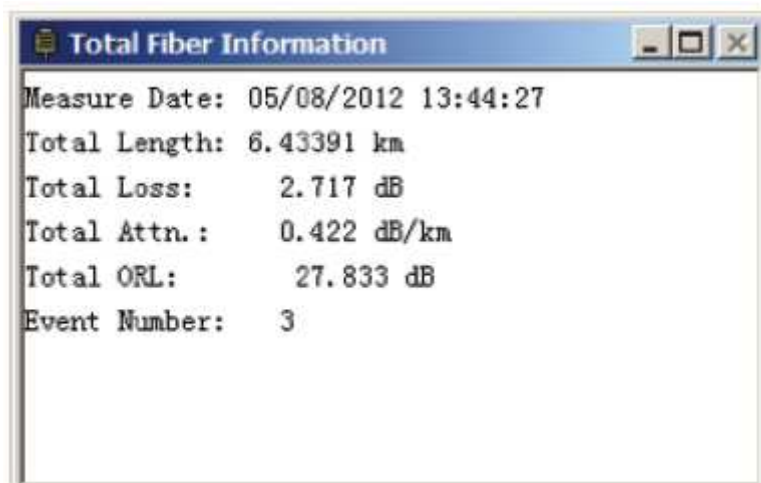 Total Fiber Information
Measure Date: 05/08/2012 13:44:27
Total Length: 6.43391 km
Total Loss: 2.717 dB
Total Attn.: 0.422 dB/km
Total ORL: 27.833 dB
Event Number: 3